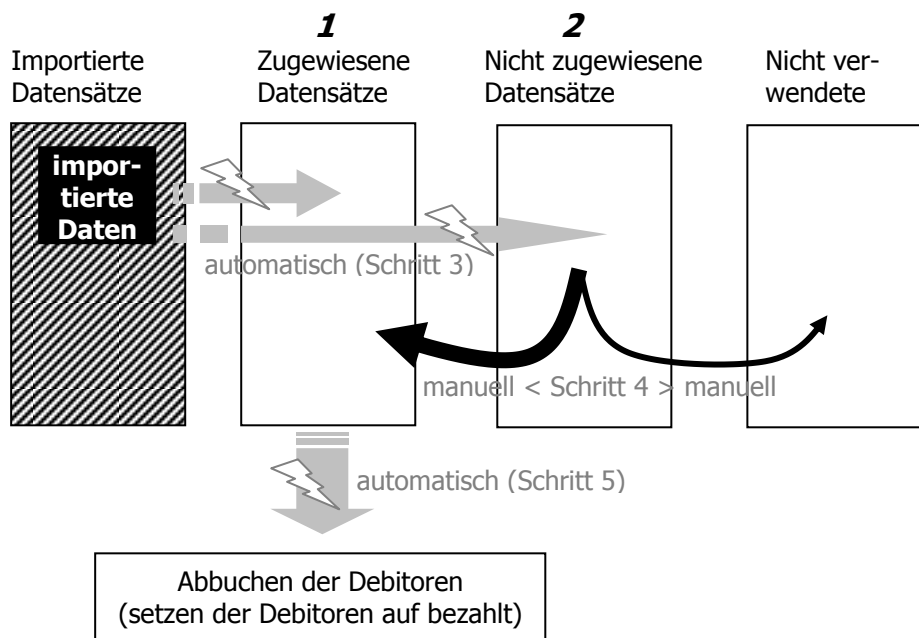 1
2
Importierte
Datensätze
Zugewiesene
Datensätze
Nicht zugewiesene
Datensätze
Nicht ver-
wendete
impor-
tierte
Daten
automatisch (Schritt 3)
manuell < Schritt 4 > manuell
automatisch (Schritt 5)
Abbuchen der Debitoren
(setzen der Debitoren auf bezahlt)